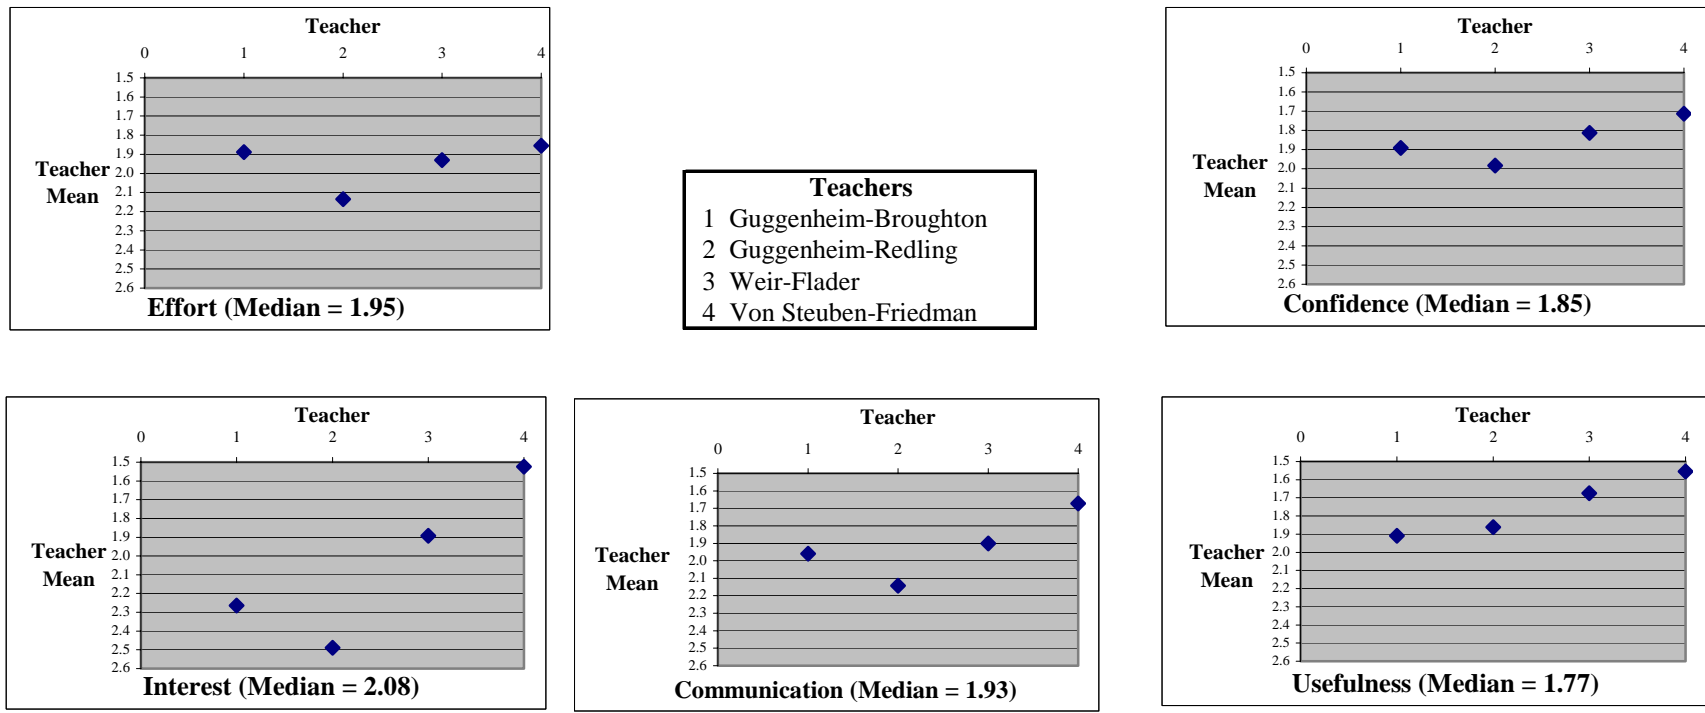 Teacher
0 1 2 3 4
1.5
1.6
1.7
1.8
1.9
2.0
2.1
2.2
2.3
2.4
2.5
2.6
Teacher
Mean
Effort (Median = 1.95)
Teachers
1 Guggenheim-Broughton
2 Guggenheim-Redling
3 Weir-Flader
4 Von Steuben-Friedman
Teacher
0 1 2 3 4
1.5
1.6
1.7
1.8
1.9
2.0
2.1
2.2
2.3
2.4
2.5
2.6
Teacher
Mean
Confidence (Median = 1.85)
Teacher
0 1 2 3 4
1.5
1.6
1.7
1.8
1.9
2.0
2.1
2.2
2.3
2.4
2.5
2.6
Teacher
Mean
Interest (Median = 2.08)
Teacher
0 1 2 3 4
1.5
1.6
1.7
1.8
1.9
2.0
2.1
2.2
2.3
2.4
2.5
2.6
Teacher
Mean
Communication (Median = 1.93)
Teacher
0 1 2 3 4
1.5
1.6
1.7
1.8
1.9
2.0
2.1
2.2
2.3
2.4
2.5
2.6
Teacher
Mean
Usefulness (Median = 1.77)